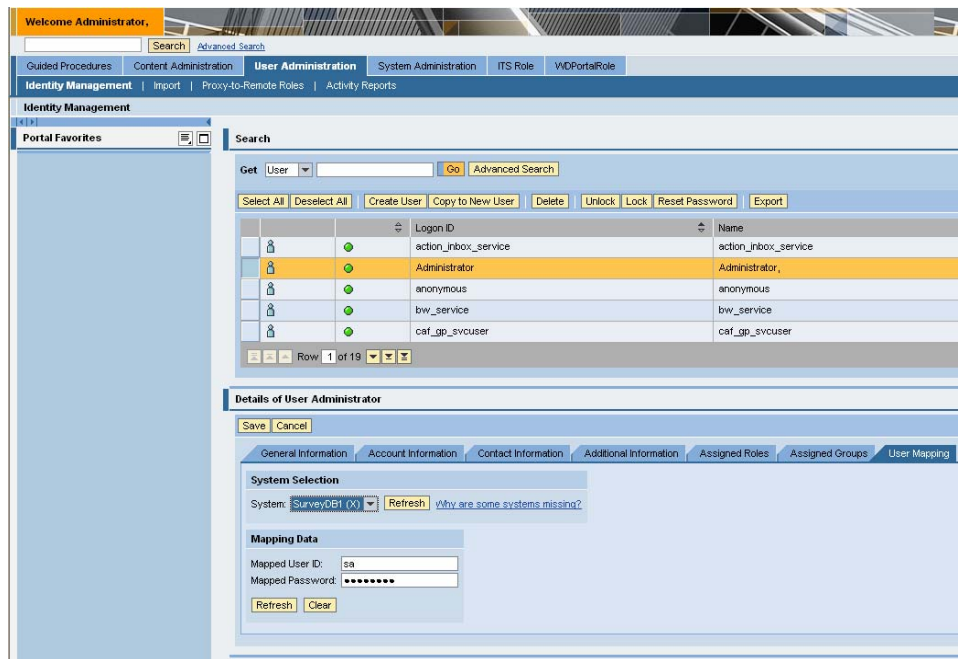 Welcome Administrator,
Search Advanced Search
Guided Procedures Content Administration User Administration System Administration ITS Role WDPortalRole
Identity Management | Import | Proxy-to-Remote Roles | Activity Reports
Identity Management
Portal Favorites
Search
Get User Go Advanced Search
Select All Deselect All Create User Copy to New User Delete Unlock Lock Reset Password Export
Logon ID Name
action_inbox_service action_inbox_service
Administrator Administrator,
anonymous anonymous
bw_service bw_service
caf_gp_svcuser caf_gp_svcuser
Row 1 of 19
Details of User Administrator
Save Cancel
General Information Account Information Contact Information Additional Information Assigned Roles Assigned Groups User Mapping
System Selection
System: SurveyDB1 (X) Refresh Why are some systems missing?
Mapping Data
Mapped User ID: sa
Mapped Password: ••••••••
Refresh Clear